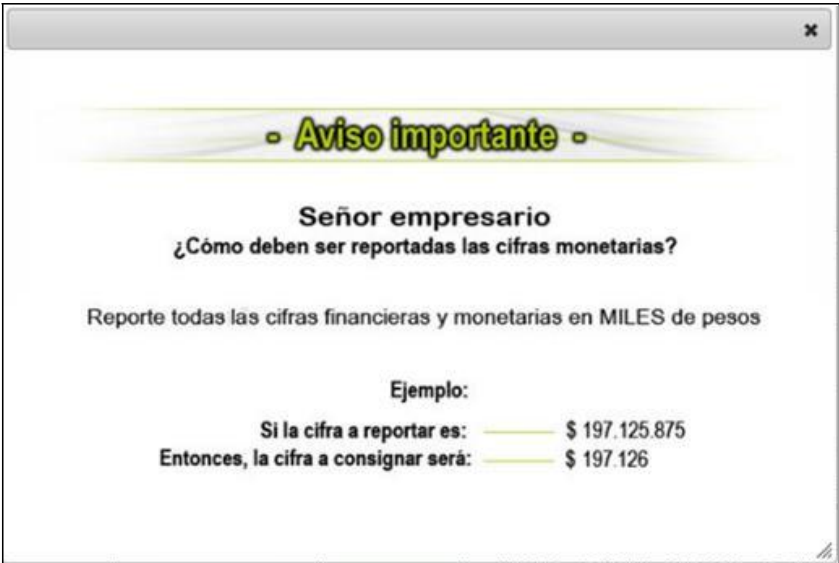 - Aviso importante -
Señor empresario
¿Cómo deben ser reportadas las cifras monetarias?
Reporte todas las cifras financieras y monetarias en MILES de pesos
Ejemplo:
Si la cifra a reportar es: $ 197.125.875
Entonces, la cifra a consignar será: $ 197.126